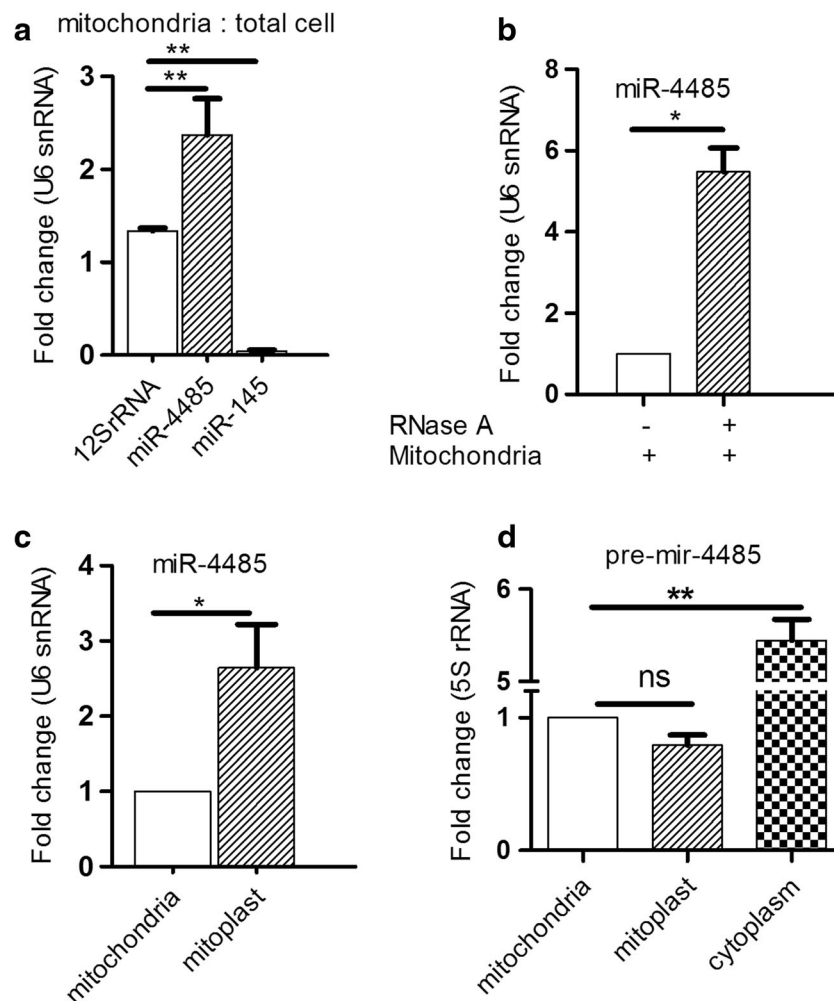 a
mitochondria : total cell
Fold change (U6 snRNA)
3
2
1
0
**
**
12SrRNA
miR-4485
miR-145
b
miR-4485
Fold change (U6 snRNA)
8
6
4
2
0
*
RNase A - +
Mitochondria + +
c
miR-4485
Fold change (U6 snRNA)
4
3
2
1
0
*
mitochondria
mitoplast
d
pre-mir-4485
Fold change (5S rRNA)
6
5
1
0
**
ns
mitochondria
mitoplast
cytoplasm